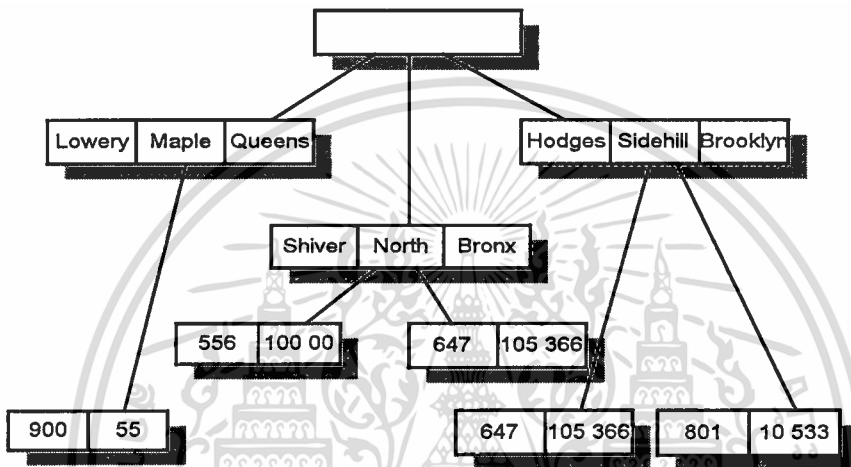 Lowery Maple Queens
Hodges Sidehill Brooklyn
Shiver North Bronx
556 100 00
647 105 366
900 55
647 105 366
801 10 533